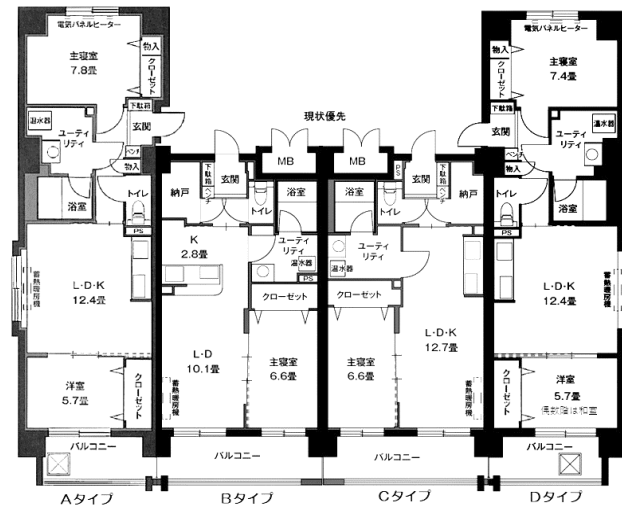 電気パネルヒーター
主寝室
7.8畳
物入
クローゼット
下駄箱
玄関
温水器
ユーティ
リティ
ベンチ
物入
浴室
トイレ
PS
L・D・K
12.4畳
蓄熱暖房機
洋室
5.7畳
クローゼット
バルコニー
Aタイプ
現状優先
MB
納戸
下駄箱
ベンチ
玄関
トイレ
浴室
K
2.8畳
ユーティ
リティ
温水器
PS
クローゼット
L・D
10.1畳
主寝室
6.6畳
蓄熱暖房機
バルコニー
Bタイプ
MB
PS
下駄箱
ベンチ
玄関
納戸
浴室
トイレ
ユーティ
リティ
温水器
クローゼット
L・D・K
12.7畳
主寝室
6.6畳
蓄熱暖房機
バルコニー
Cタイプ
電気パネルヒーター
物入
クローゼット
主寝室
7.4畳
下駄箱
玄関
温水器
ユーティ
リティ
ベンチ
物入
トイレ
浴室
PS
L・D・K
12.4畳
蓄熱暖房機
クローゼット
洋室
5.7畳
偶数階は和室
バルコニー
Dタイプ